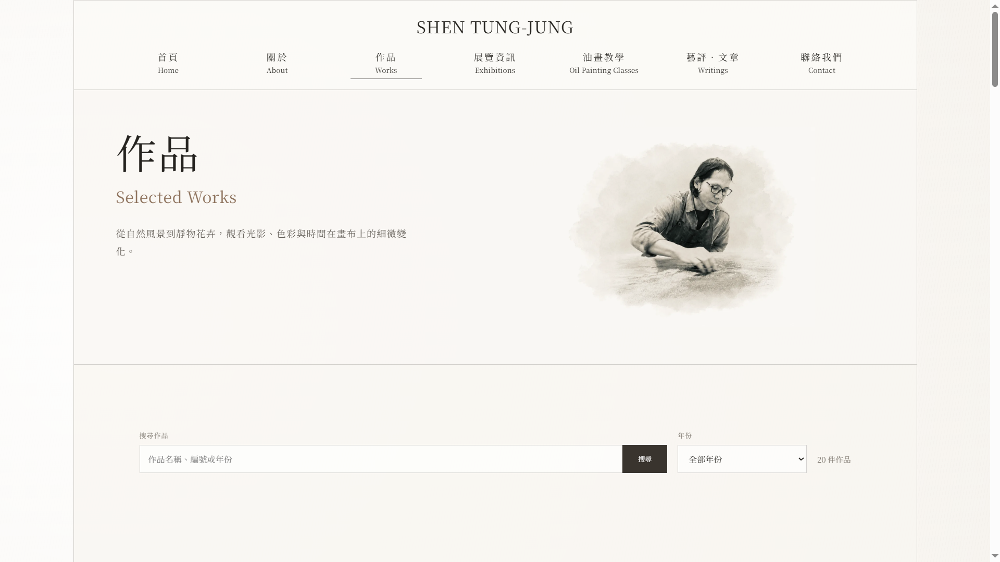 SHEN TUNG-JUNG
首頁
Home
關於
About
作品
Works
展覽資訊
Exhibitions
油畫教學
Oil Painting Classes
藝評．文章
Writings
聯絡我們
Contact
作品
Selected Works
從自然風景到靜物花卉，觀看光影、色彩與時間在畫布上的細微變
化。
搜尋作品
作品名稱、編號或年份
搜尋
年份
全部年份
20 件作品